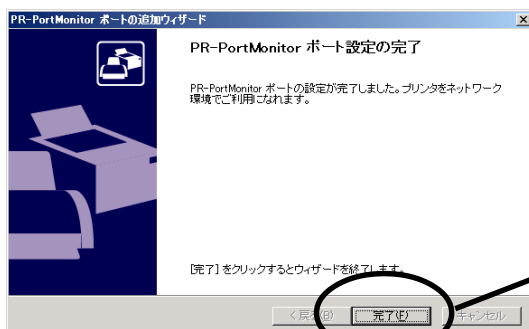 PR-PortMonitor ポートの追加ウィザード
PR-PortMonitor ポート設定の完了
PR-PortMonitor ポートの設定が完了しました。プリンタをネットワーク
環境でご利用になれます。
[完了] をクリックするとウィザードを終了します。
< 戻る(B) 完了(F) キャンセル